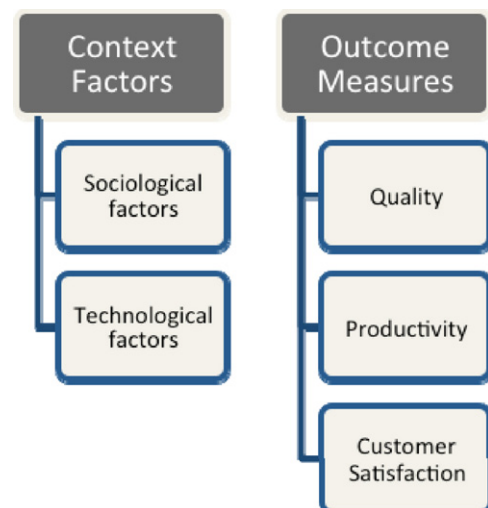 Context
Factors
Sociological
factors
Technological
factors
Outcome
Measures
Quality
Productivity
Customer
Satisfaction